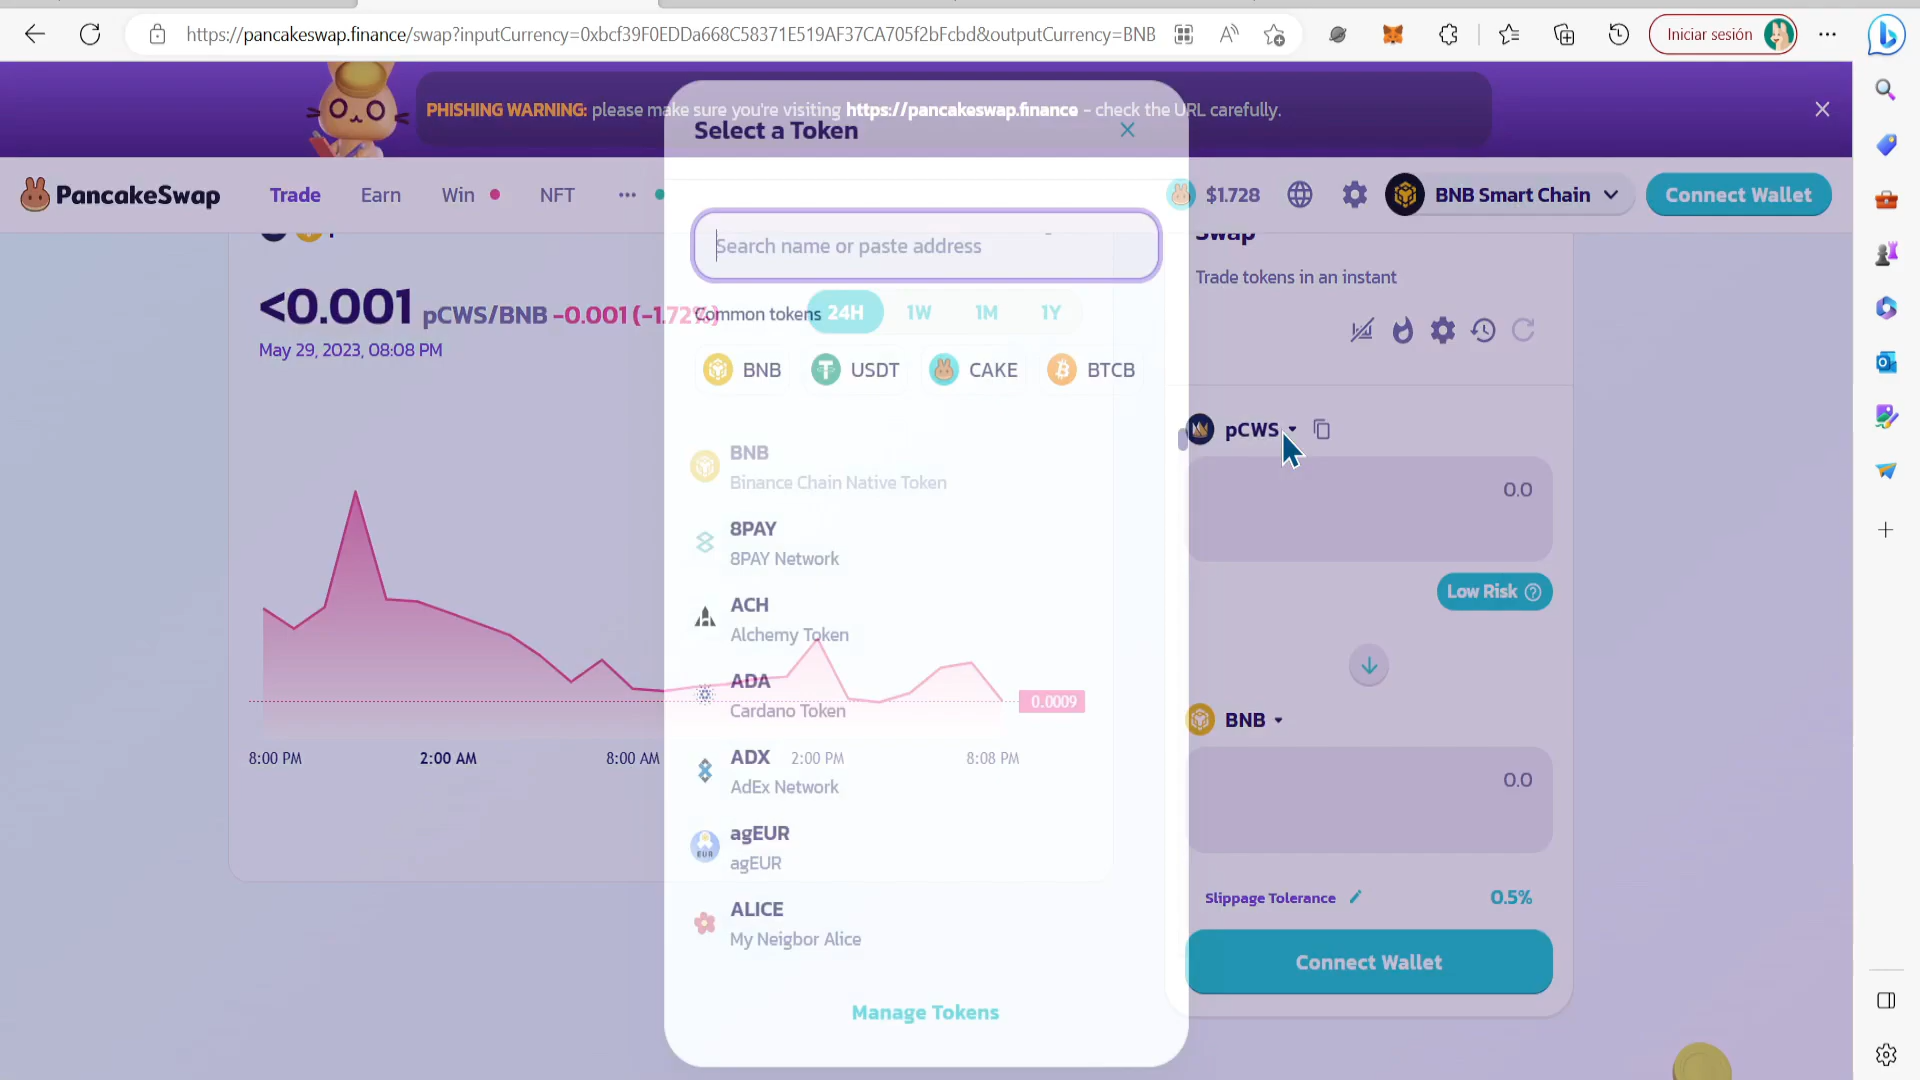 https://pancakeswap.finance/swap?inputCurrency=0xbcf39F0EDDa668C58371E519AF37CA705f2bFcbd&outputCurrency=BNB
Iniciar sesión
PHISHING WARNING: please make sure you're visiting https://pancakeswap.finance - check the URL carefully.
Select a Token
PancakeSwap
Trade
Earn
Win
NFT
$1.728
BNB Smart Chain
Connect Wallet
Search name or paste address
Swap
Trade tokens in an instant
<0.001 pCWS/BNB -0.001 (-1.72%)
May 29, 2023, 08:08 PM
Common tokens
24H
1W
1M
1Y
BNB
USDT
CAKE
BTCB
pCWS
0.0
BNB
Binance Chain Native Token
8PAY
8PAY Network
ACH
Alchemy Token
ADA
Cardano Token
ADX
AdEx Network
agEUR
EUR
agEUR
ALICE
My Neigbor Alice
Manage Tokens
0.0009
8:00 PM
2:00 AM
8:00 AM
2:00 PM
8:08 PM
Low Risk
BNB
0.0
Slippage Tolerance
0.5%
Connect Wallet